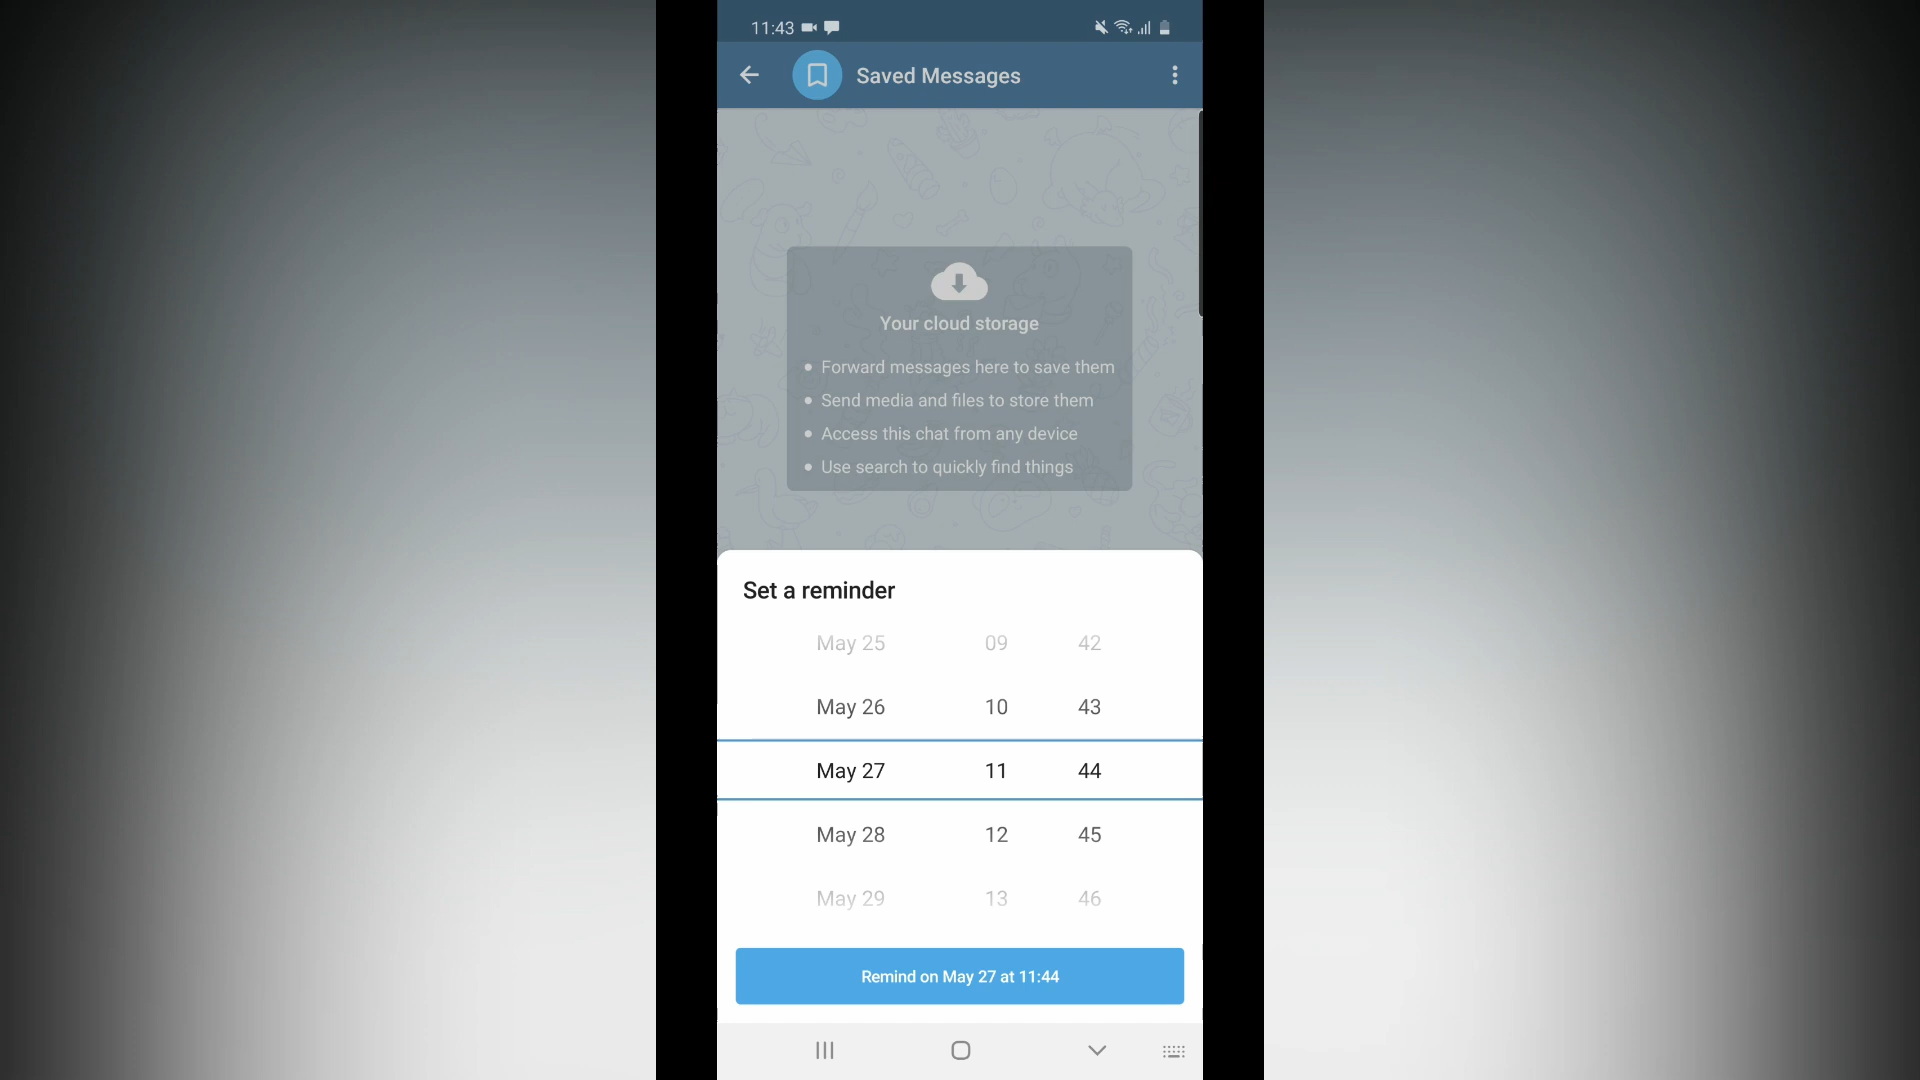 11:43
Saved Messages
Your cloud storage
Forward messages here to save them
Send media and files to store them
Access this chat from any device
Use search to quickly find things
Set a reminder
May 25 09 42
May 26 10 43
May 27 11 44
May 28 12 45
May 29 13 46
Remind on May 27 at 11:44